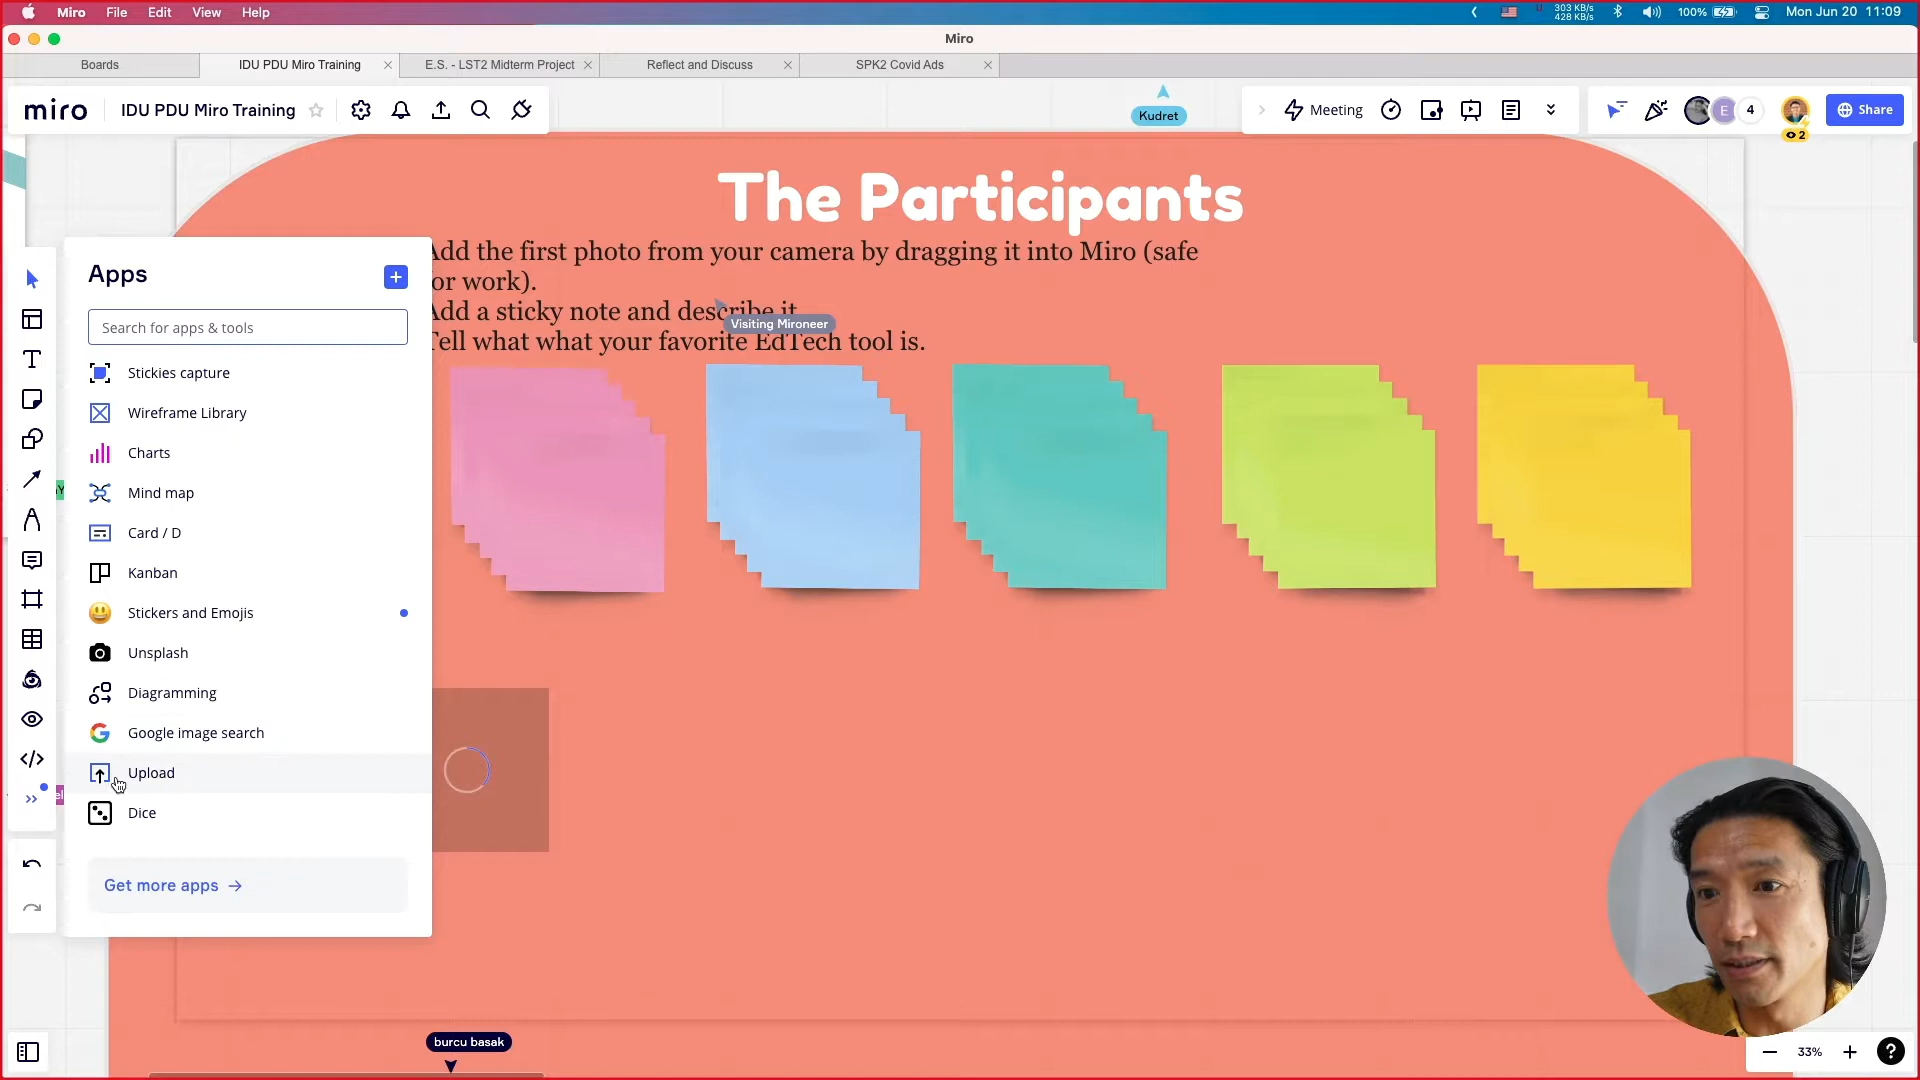 Miro File Edit View Help
303 KB/s
428 KB/s
100%
Mon Jun 20 11:09
Miro
Boards
IDU PDU Miro Training
E.S. - LST2 Midterm Project
Reflect and Discuss
SPK2 Covid Ads
miro
IDU PDU Miro Training
Kudret
Meeting
E
4
2
Share
The Participants
Add the first photo from your camera by dragging it into Miro (safe
or work).
Add a sticky note and describe it
Visiting Mironeer
Tell what what your favorite EdTech tool is.
Apps
Search for apps & tools
Stickies capture
Wireframe Library
Charts
Mind map
Card / D
Kanban
Stickers and Emojis
Unsplash
Diagramming
Google image search
Upload
Dice
Get more apps
burcu basak
33%